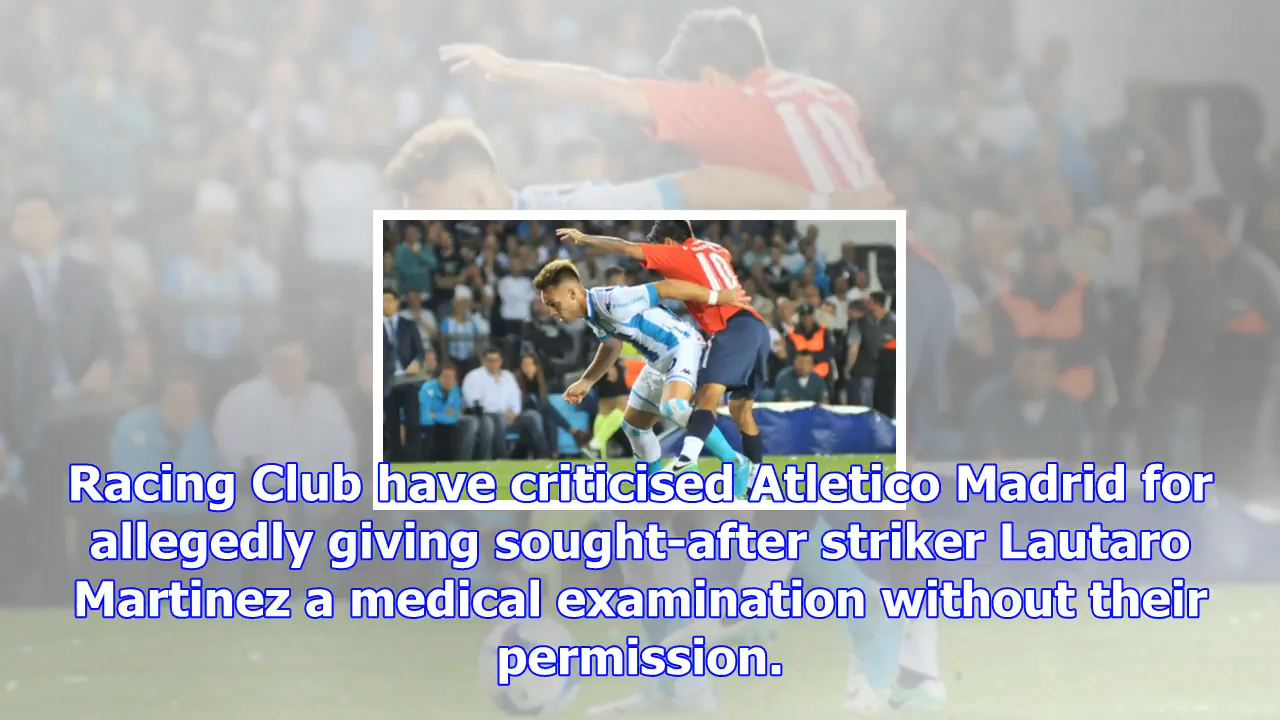 10
Racing Club have criticised Atletico Madrid for
allegedly giving sought-after striker Lautaro
Martinez a medical examination without their
permission.